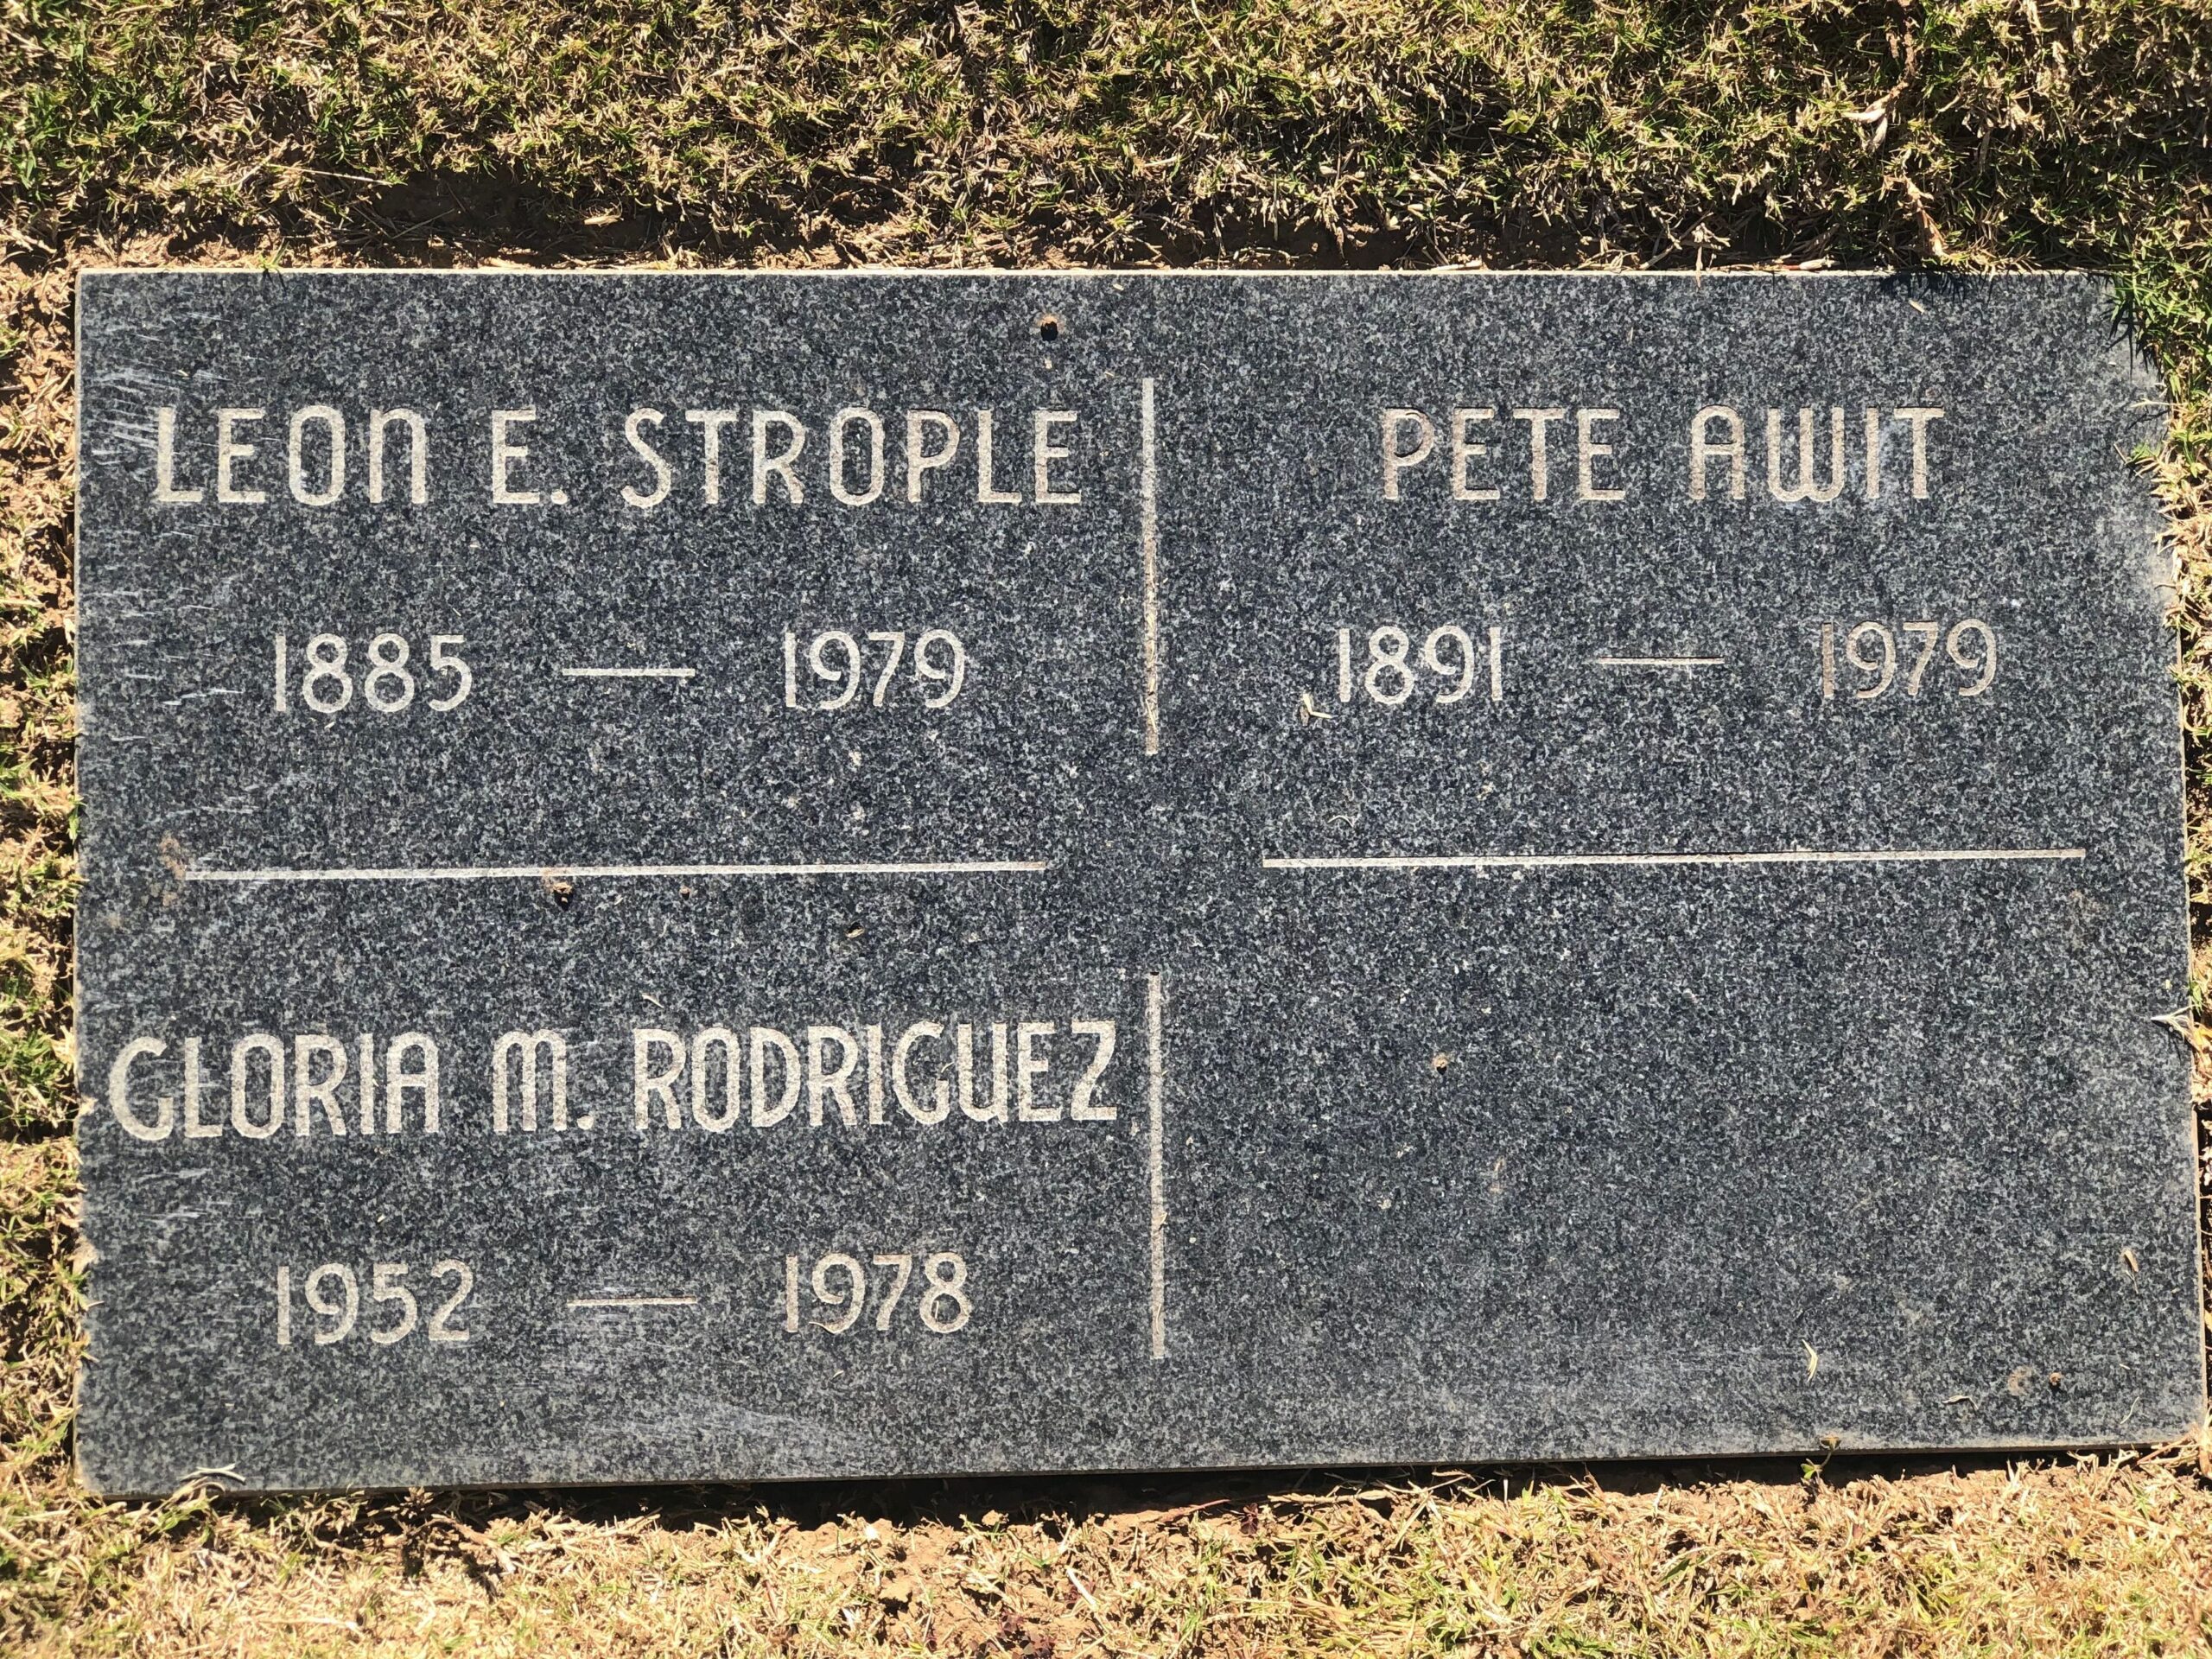 LEON E. STROPLE
1885 — 1979
PETE AWIT
1891 — 1979
GLORIA M. RODRIGUEZ
1952 — 1978